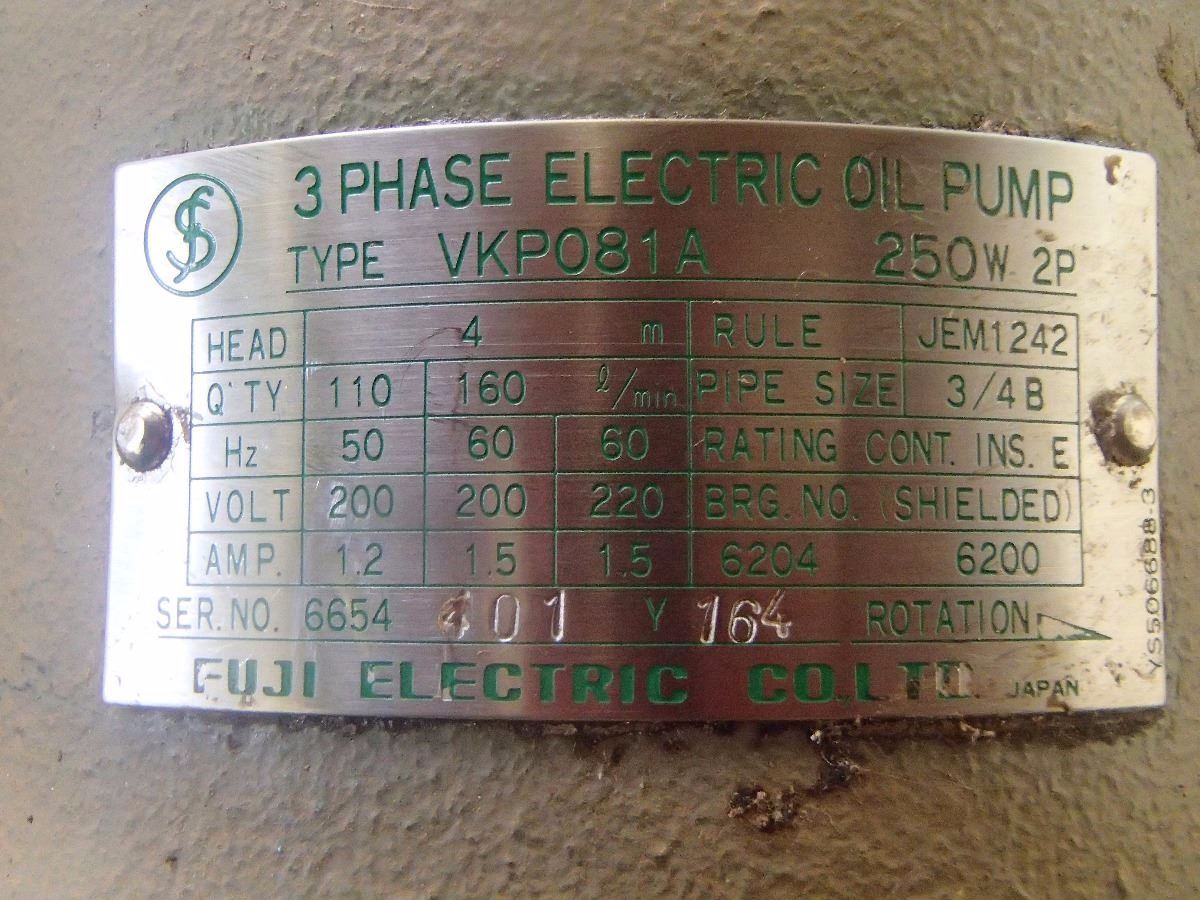 3 PHASE ELECTRIC OIL PUMP
TYPE VKP081A 250W 2P
HEAD 4 m RULE JEM1242
Q'TY 110 160 ℓ/min PIPE SIZE 3/4B
Hz 50 60 60 RATING CONT. INS. E
VOLT 200 200 220 BRG. NO. (SHIELDED)
AMP. 1.2 1.5 1.5 6204 6200
SER. NO. 6654 401 Y 164 ROTATION
FUJI ELECTRIC CO., LTD. JAPAN
YS506688-3